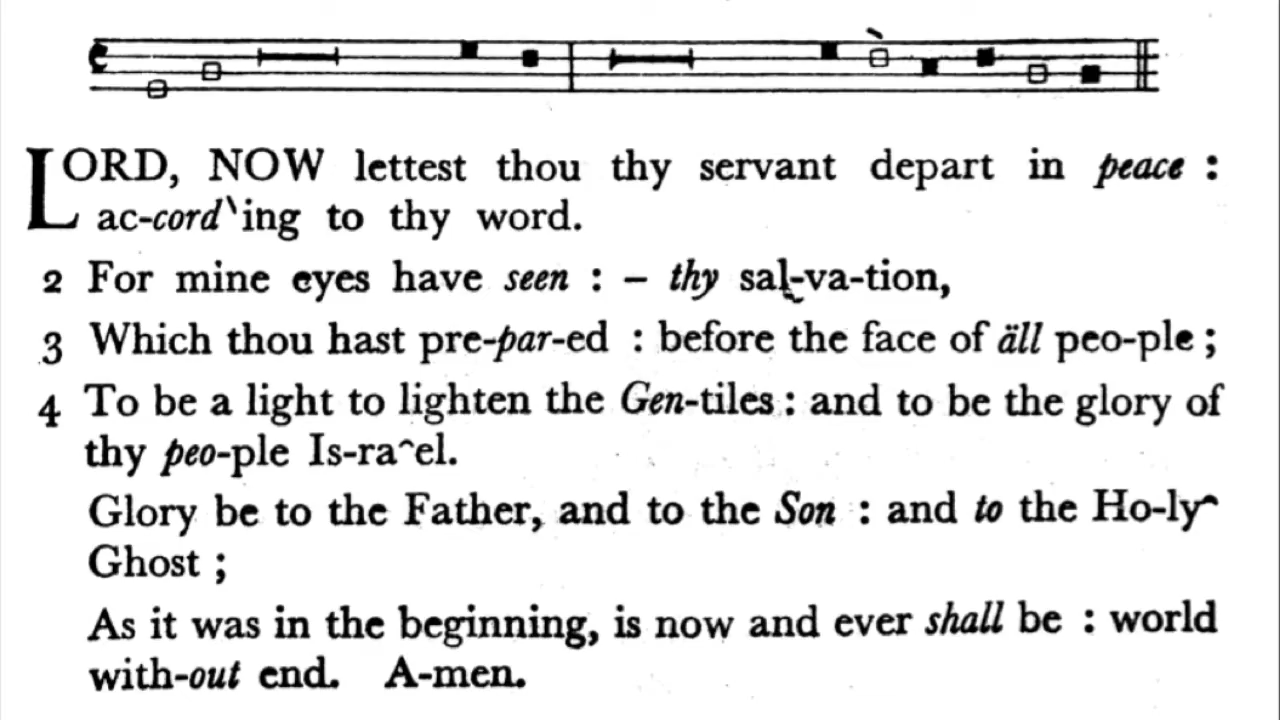 LORD, NOW lettest thou thy servant depart in peace :
ac-cord`ing to thy word.
2 For mine eyes have seen : – thy sal-va-tion,
3 Which thou hast pre-par-ed : before the face of äll peo-ple ;
4 To be a light to lighten the Gen-tiles : and to be the glory of
thy peo-ple Is-ra^el.
Glory be to the Father, and to the Son : and to the Ho-ly^
Ghost ;
As it was in the beginning, is now and ever shall be : world
with-out end. A-men.